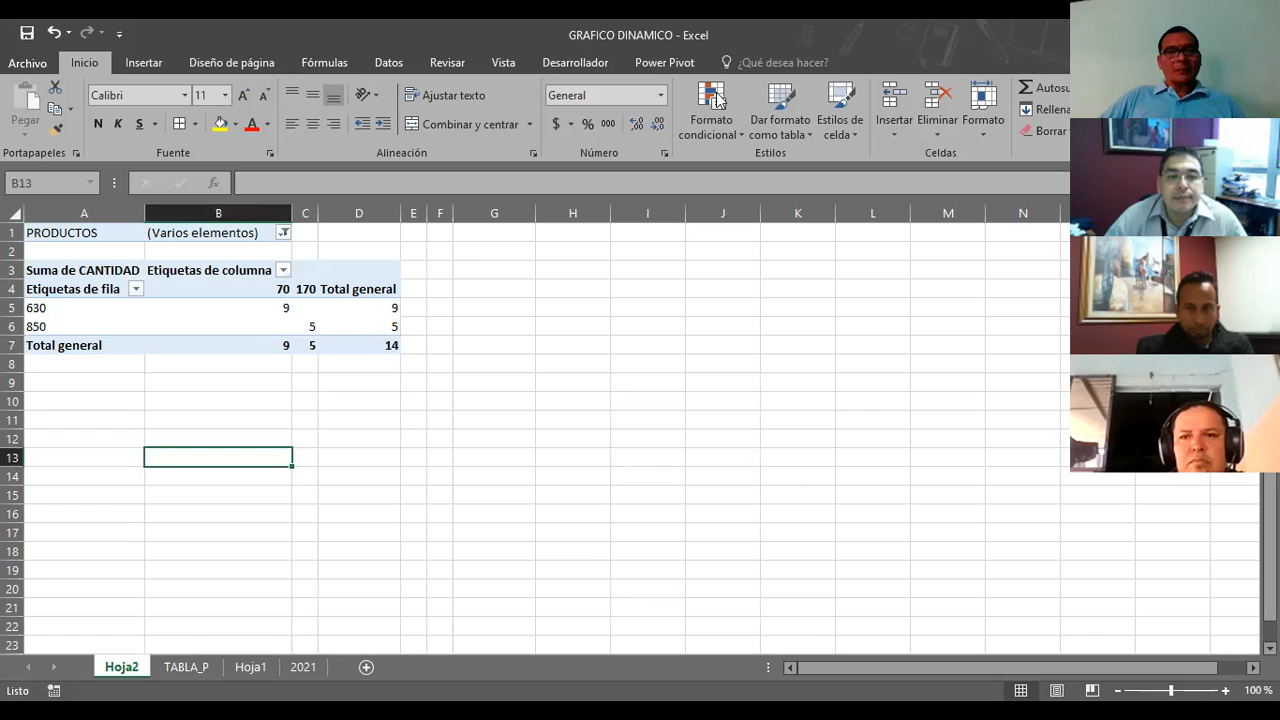 GRAFICO DINAMICO - Excel
Archivo Inicio Insertar Diseño de página Fórmulas Datos Revisar Vista Desarrollador Power Pivot ¿Qué desea hacer?
Pegar
Calibri 11
N K S
Ajustar texto
Combinar y centrar
General
$ % 000
Formato condicional
Dar formato como tabla
Estilos de celda
Insertar
Eliminar
Formato
Autosu
Rellena
Borrar
Portapapeles Fuente Alineación Número Estilos Celdas
B13 fx
A B C D E F G H I J K L M N
1 PRODUCTOS (Varios elementos)
2
3 Suma de CANTIDAD Etiquetas de columna
4 Etiquetas de fila 70 170 Total general
5 630 9 9
6 850 5 5
7 Total general 9 5 14
8
9
10
11
12
13
14
15
16
17
18
19
20
21
22
23
Hoja2 TABLA_P Hoja1 2021
Listo 100 %